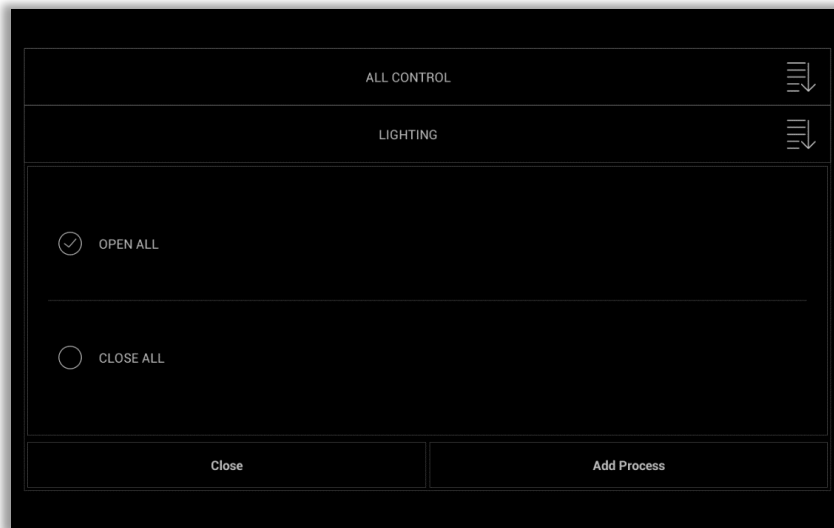 ALL CONTROL
LIGHTING
OPEN ALL
CLOSE ALL
Close
Add Process